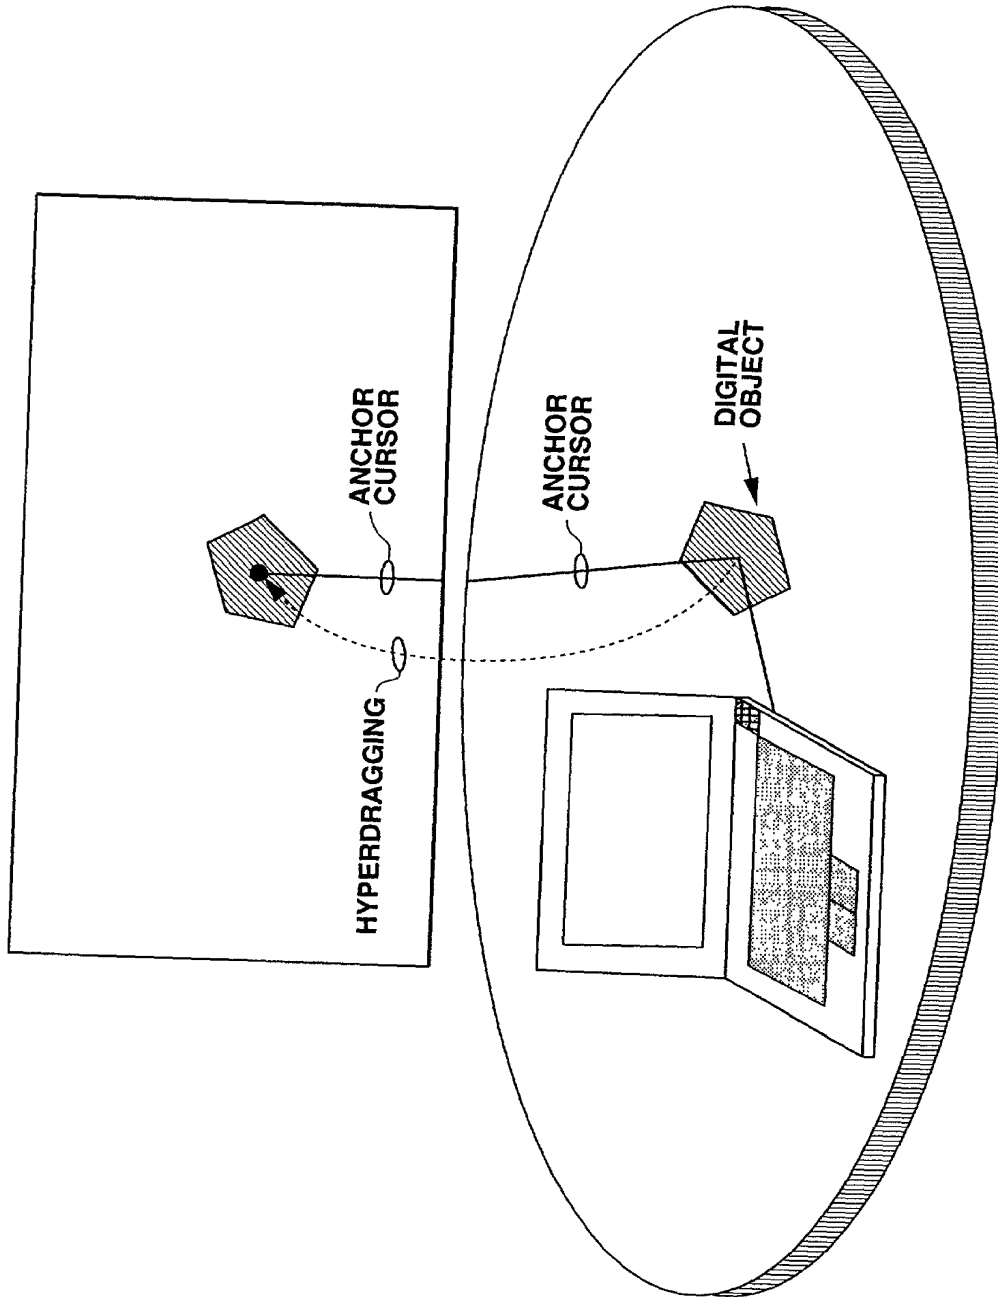 HYPERDRAGGING
ANCHOR
CURSOR
ANCHOR
CURSOR
DIGITAL
OBJECT